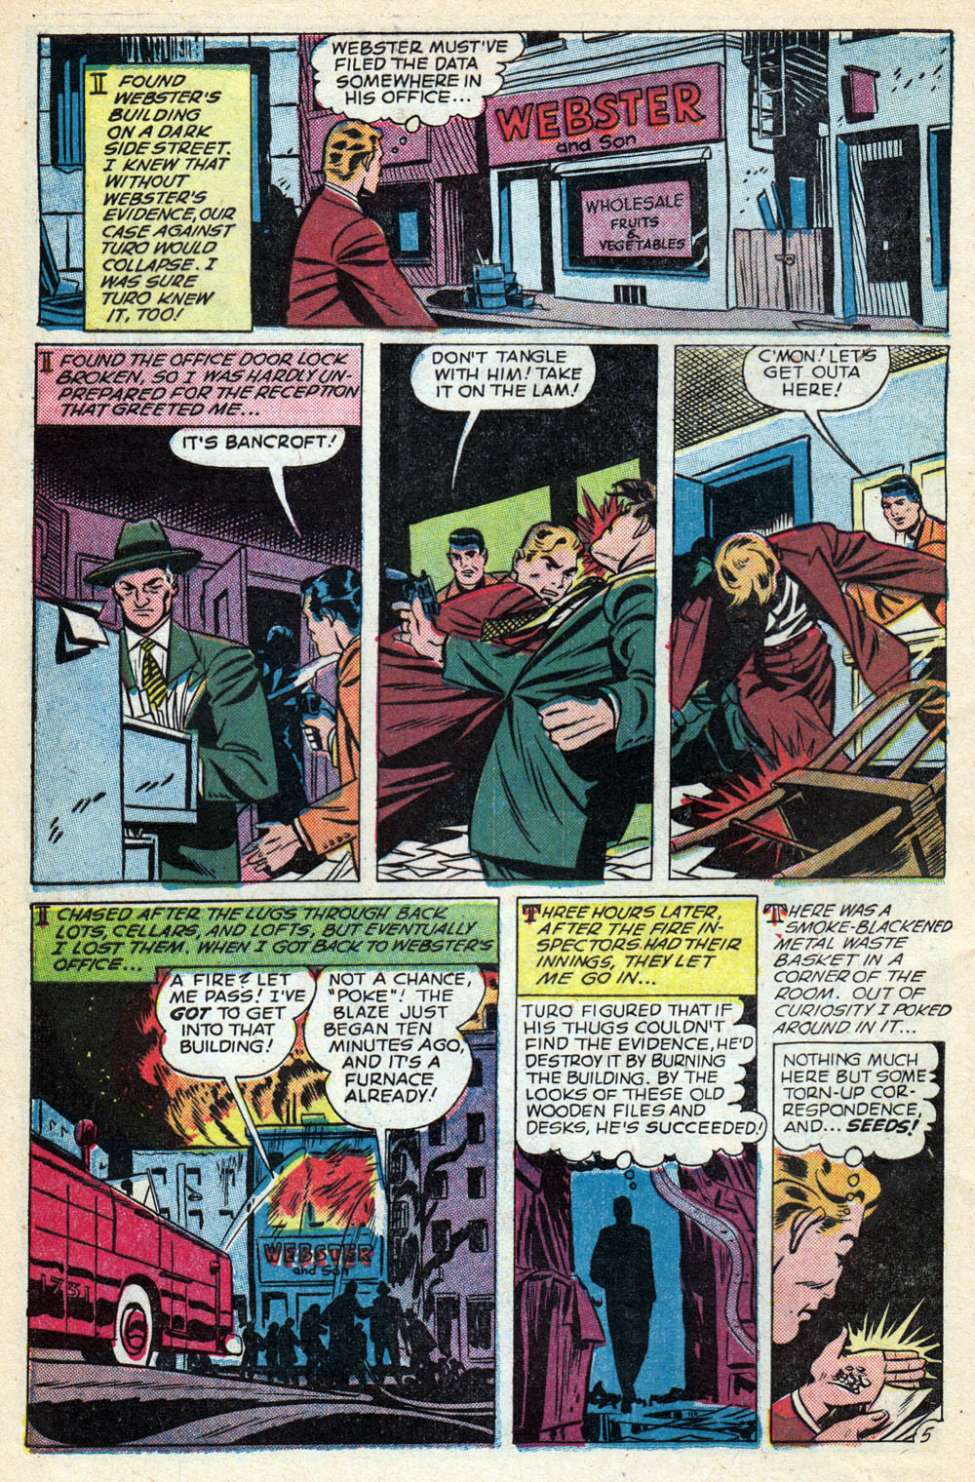 I FOUND
WEBSTER'S
BUILDING
ON A DARK
SIDE STREET.
I KNEW THAT
WITHOUT
WEBSTER'S
EVIDENCE, OUR
CASE AGAINST
TURO WOULD
COLLAPSE. I
WAS SURE
TURO KNEW
IT, TOO!
WEBSTER MUST'VE
FILED THE DATA
SOMEWHERE IN
HIS OFFICE...
WEBSTER
and Son
WHOLESALE
FRUITS
&
VEGETABLES
I FOUND THE OFFICE DOOR LOCK
BROKEN, SO I WAS HARDLY UN-
PREPARED FOR THE RECEPTION
THAT GREETED ME...
IT'S BANCROFT!
DON'T TANGLE
WITH HIM! TAKE
IT ON THE LAM!
C'MON! LET'S
GET OUTA
HERE!
I CHASED AFTER THE LUGS THROUGH BACK
LOTS, CELLARS, AND LOFTS, BUT EVENTUALLY
I LOST THEM. WHEN I GOT BACK TO WEBSTER'S
OFFICE...
A FIRE? LET
ME PASS! I'VE
GOT TO GET
INTO THAT
BUILDING!
NOT A CHANCE,
"POKE"! THE
BLAZE JUST
BEGAN TEN
MINUTES AGO,
AND IT'S A
FURNACE
ALREADY!
WEBSTER
and Son
731
THREE HOURS LATER,
AFTER THE FIRE IN-
SPECTORS HAD THEIR
INNINGS, THEY LET
ME GO IN...
TURO FIGURED THAT IF
HIS THUGS COULDN'T
FIND THE EVIDENCE, HE'D
DESTROY IT BY BURNING
THE BUILDING. BY THE
LOOKS OF THESE OLD
WOODEN FILES AND
DESKS, HE'S SUCCEEDED!
THERE WAS A
SMOKE-BLACKENED
METAL WASTE
BASKET IN A
CORNER OF THE
ROOM. OUT OF
CURIOSITY I POKED
AROUND IN IT...
NOTHING MUCH
HERE BUT SOME
TORN-UP COR-
RESPONDENCE,
AND... SEEDS!
5